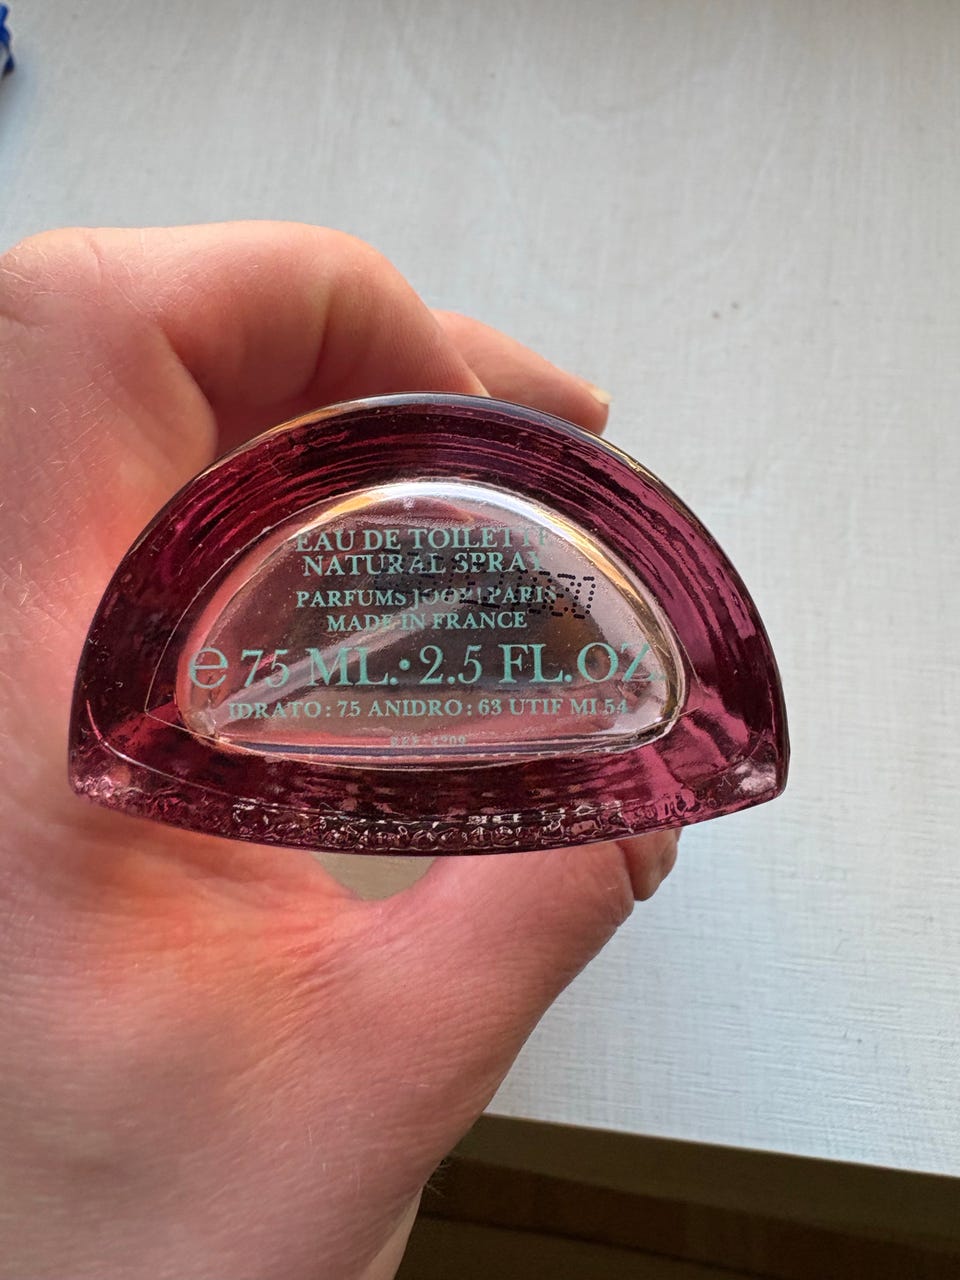 EAU DE TOILETTE
NATURAL SPRAY
PARFUMS JOOP! PARIS
MADE IN FRANCE
℮ 75 ML. • 2.5 FL.OZ.
IDRATO : 75 ANIDRO : 63 UTIF MI 54